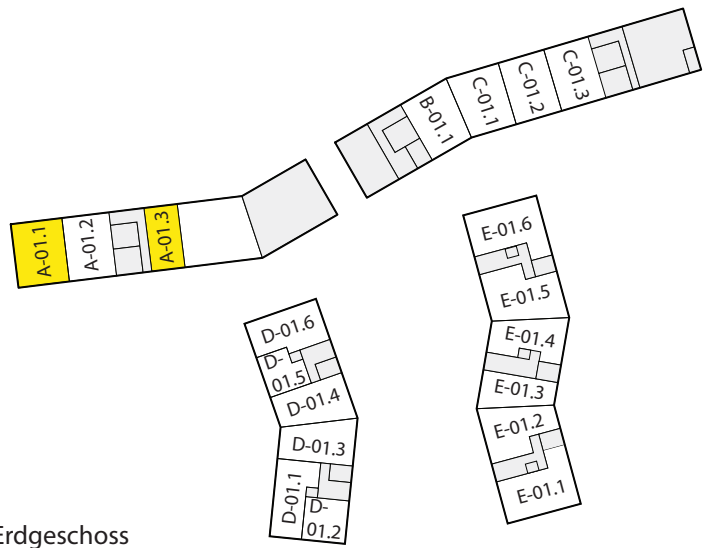 C-01.3
C-01.2
C-01.1
B-01.1
A-01.1
A-01.2
A-01.3
E-01.6
E-01.5
E-01.4
E-01.3
E-01.2
E-01.1
D-01.6
D-
01.5
D-01.4
D-01.3
D-01.1
D-
01.2
Erdgeschoss